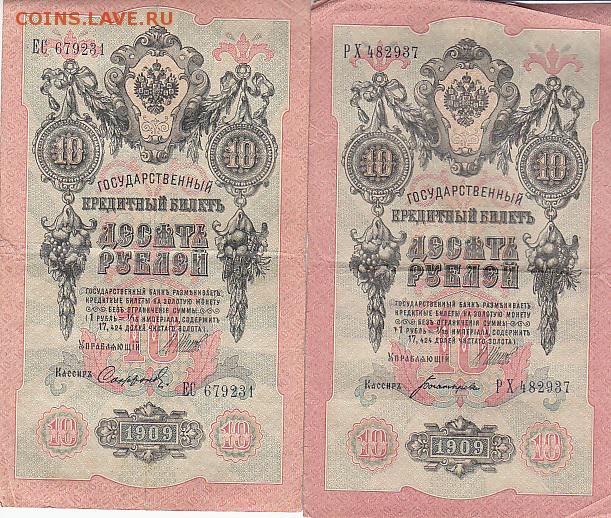 COINS.LAVE.RU
ЕС 679231
10 10
ГОСУДАРСТВЕННЫЙ
КРЕДИТНЫЙ БИЛЕТЪ
ДЕСЯТЬ
РУБЛЕЙ
ГОСУДАРСТВЕННЫЙ БАНКЪ РАЗМѢНИВАЕТЪ
КРЕДИТНЫЕ БИЛЕТЫ НА ЗОЛОТУЮ МОНЕТУ
БЕЗЪ ОГРАНИЧЕНІЯ СУММЫ
(1 РУБЛЬ = 1/15 ИМПЕРІАЛА, СОДЕРЖИТЪ
17,424 ДОЛЕЙ ЧИСТАГО ЗОЛОТА).
10
УПРАВЛЯЮЩІЙ
КАССИРЪ
ЕС 679231
10 1909 10
РХ 482937
10 10
ГОСУДАРСТВЕННЫЙ
КРЕДИТНЫЙ БИЛЕТЪ
ДЕСЯТЬ
РУБЛЕЙ
ГОСУДАРСТВЕННЫЙ БАНКЪ РАЗМѢНИВАЕТЪ
КРЕДИТНЫЕ БИЛЕТЫ НА ЗОЛОТУЮ МОНЕТУ
БЕЗЪ ОГРАНИЧЕНІЯ СУММЫ
(1 РУБЛЬ = 1/15 ИМПЕРІАЛА, СОДЕРЖИТЪ
17,424 ДОЛЕЙ ЧИСТАГО ЗОЛОТА).
10
УПРАВЛЯЮЩІЙ
КАССИРЪ
РХ 482937
10 1909 10